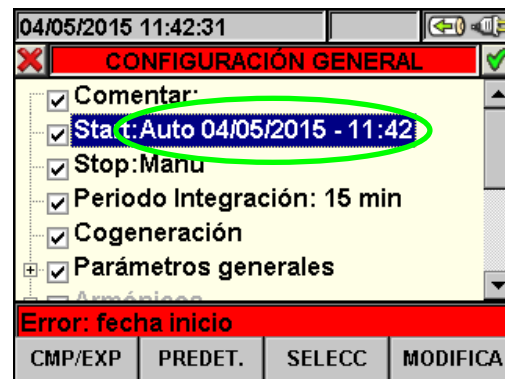 04/05/2015 11:42:31
CONFIGURACIÓN GENERAL
Comentar:
Start:Auto 04/05/2015 - 11:42
Stop:Manu
Periodo Integración: 15 min
Cogeneración
Parámetros generales
Armónicos
Error: fecha inicio
CMP/EXP PREDET. SELECC MODIFICA